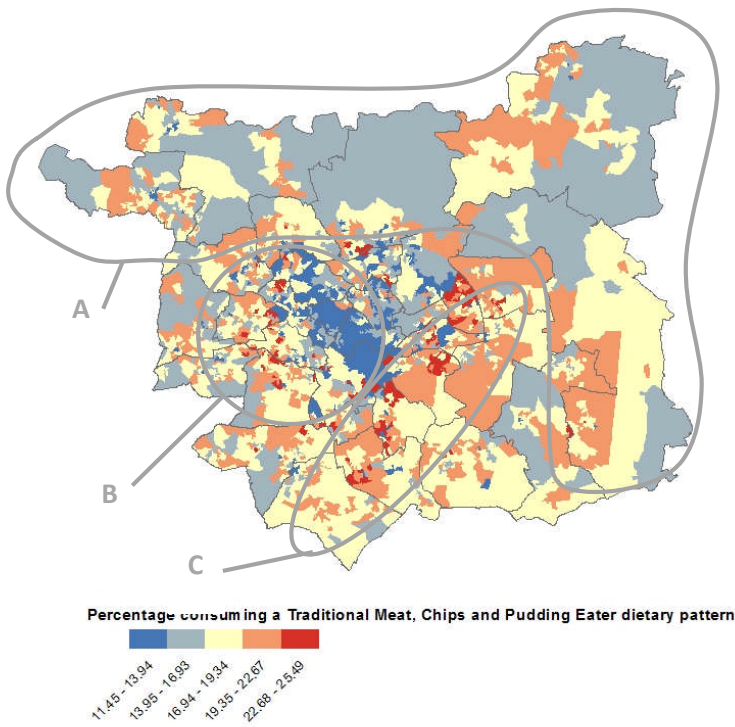 A
B
C
Percentage consuming a Traditional Meat, Chips and Pudding Eater dietary pattern
11.45 - 13.94
13.95 - 16.93
16.94 - 19.34
19.35 - 22.67
22.68 - 25.49